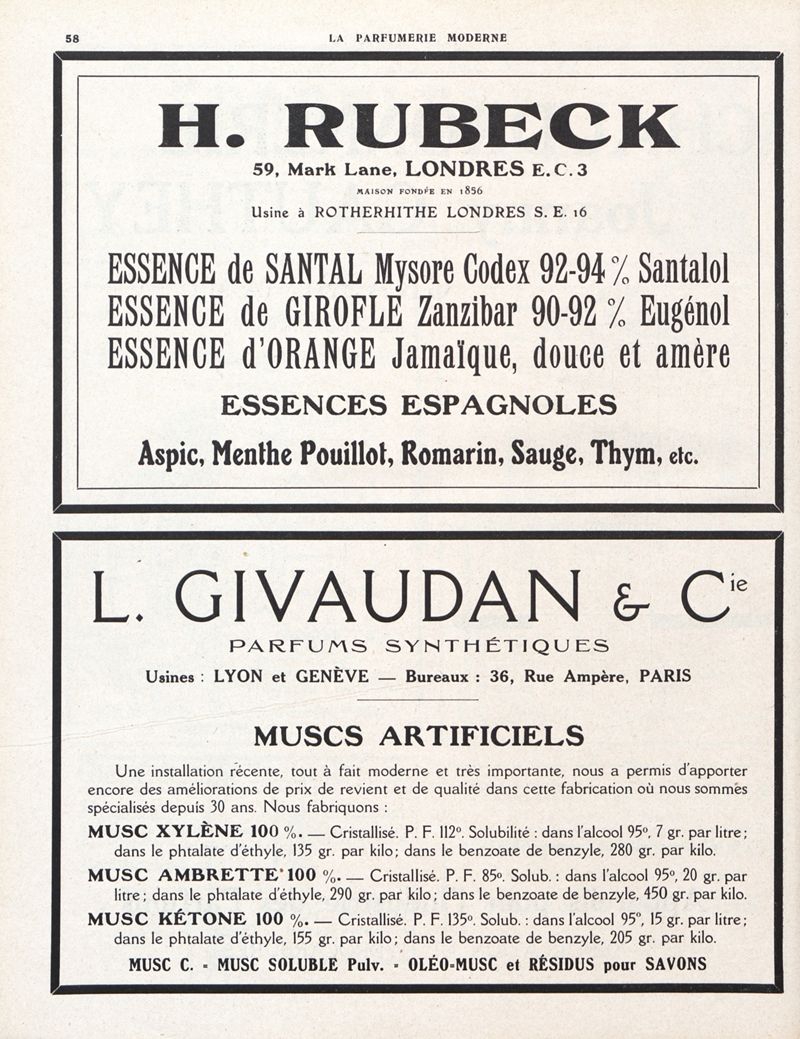 58
LA PARFUMERIE MODERNE
H. RUBECK
59, Mark Lane, LONDRES E.C.3
MAISON FONDÉE EN 1856
Usine à ROTHERHITHE LONDRES S. E. 16
ESSENCE de SANTAL Mysore Codex 92-94 % Santalol
ESSENCE de GIROFLE Zanzibar 90-92 % Eugénol
ESSENCE d'ORANGE Jamaïque, douce et amère
ESSENCES ESPAGNOLES
Aspic, Menthe Pouillot, Romarin, Sauge, Thym, etc.
L. GIVAUDAN & Cie
PARFUMS SYNTHÉTIQUES
Usines : LYON et GENÈVE — Bureaux : 36, Rue Ampère, PARIS
MUSCS ARTIFICIELS
Une installation récente, tout à fait moderne et très importante, nous a permis d'apporter
encore des améliorations de prix de revient et de qualité dans cette fabrication où nous sommes
spécialisés depuis 30 ans. Nous fabriquons :
MUSC XYLÈNE 100 %. — Cristallisé. P. F. 112°. Solubilité : dans l'alcool 95°, 7 gr. par litre;
dans le phtalate d'éthyle, 135 gr. par kilo; dans le benzoate de benzyle, 280 gr. par kilo.
MUSC AMBRETTE 100 %. — Cristallisé. P. F. 85°. Solub. : dans l'alcool 95°, 20 gr. par
litre; dans le phtalate d'éthyle, 290 gr. par kilo; dans le benzoate de benzyle, 450 gr. par kilo.
MUSC KÉTONE 100 %. — Cristallisé. P. F. 135°. Solub. : dans l'alcool 95°, 15 gr. par litre;
dans le phtalate d'éthyle, 155 gr. par kilo; dans le benzoate de benzyle, 205 gr. par kilo.
MUSC C. - MUSC SOLUBLE Pulv. - OLÉO-MUSC et RÉSIDUS pour SAVONS